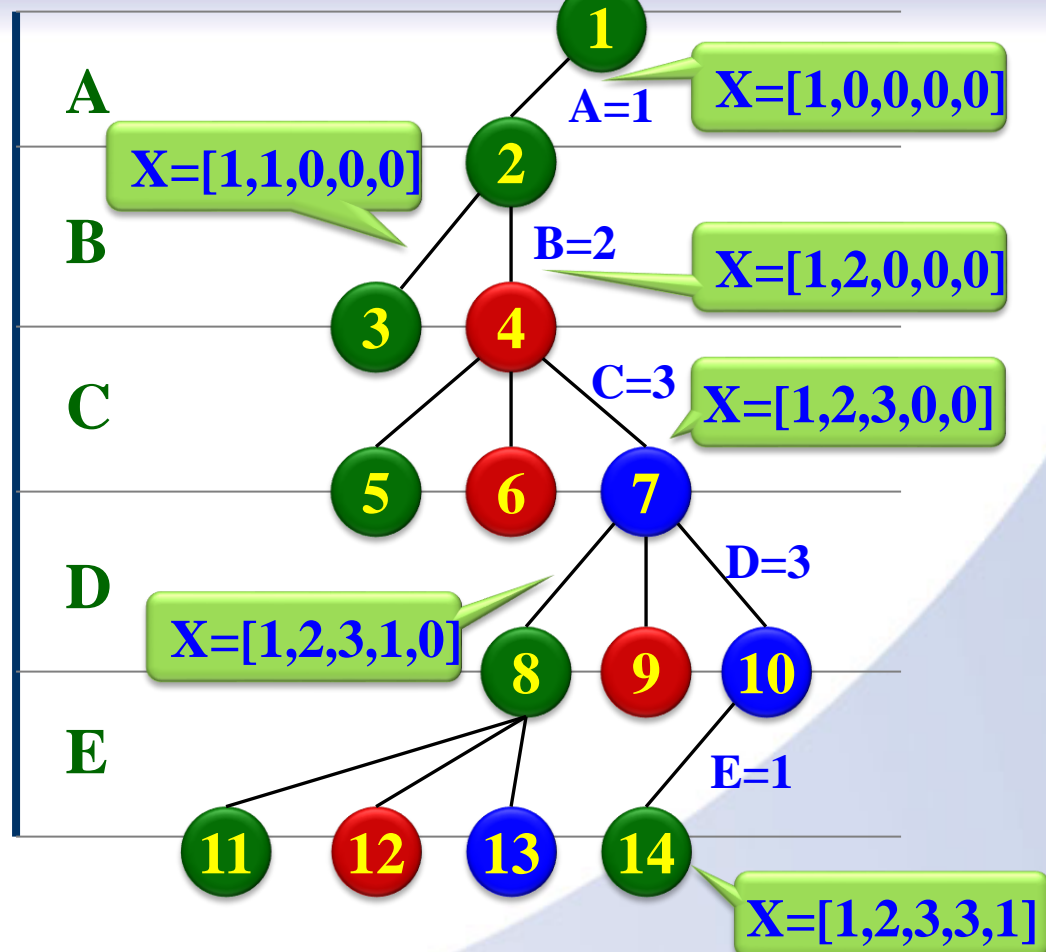 1
A
A=1
X=[1,0,0,0,0]
X=[1,1,0,0,0]
2
B
B=2
X=[1,2,0,0,0]
3
4
C
C=3
X=[1,2,3,0,0]
5
6
7
D
D=3
X=[1,2,3,1,0]
8
9
10
E
E=1
11
12
13
14
X=[1,2,3,3,1]